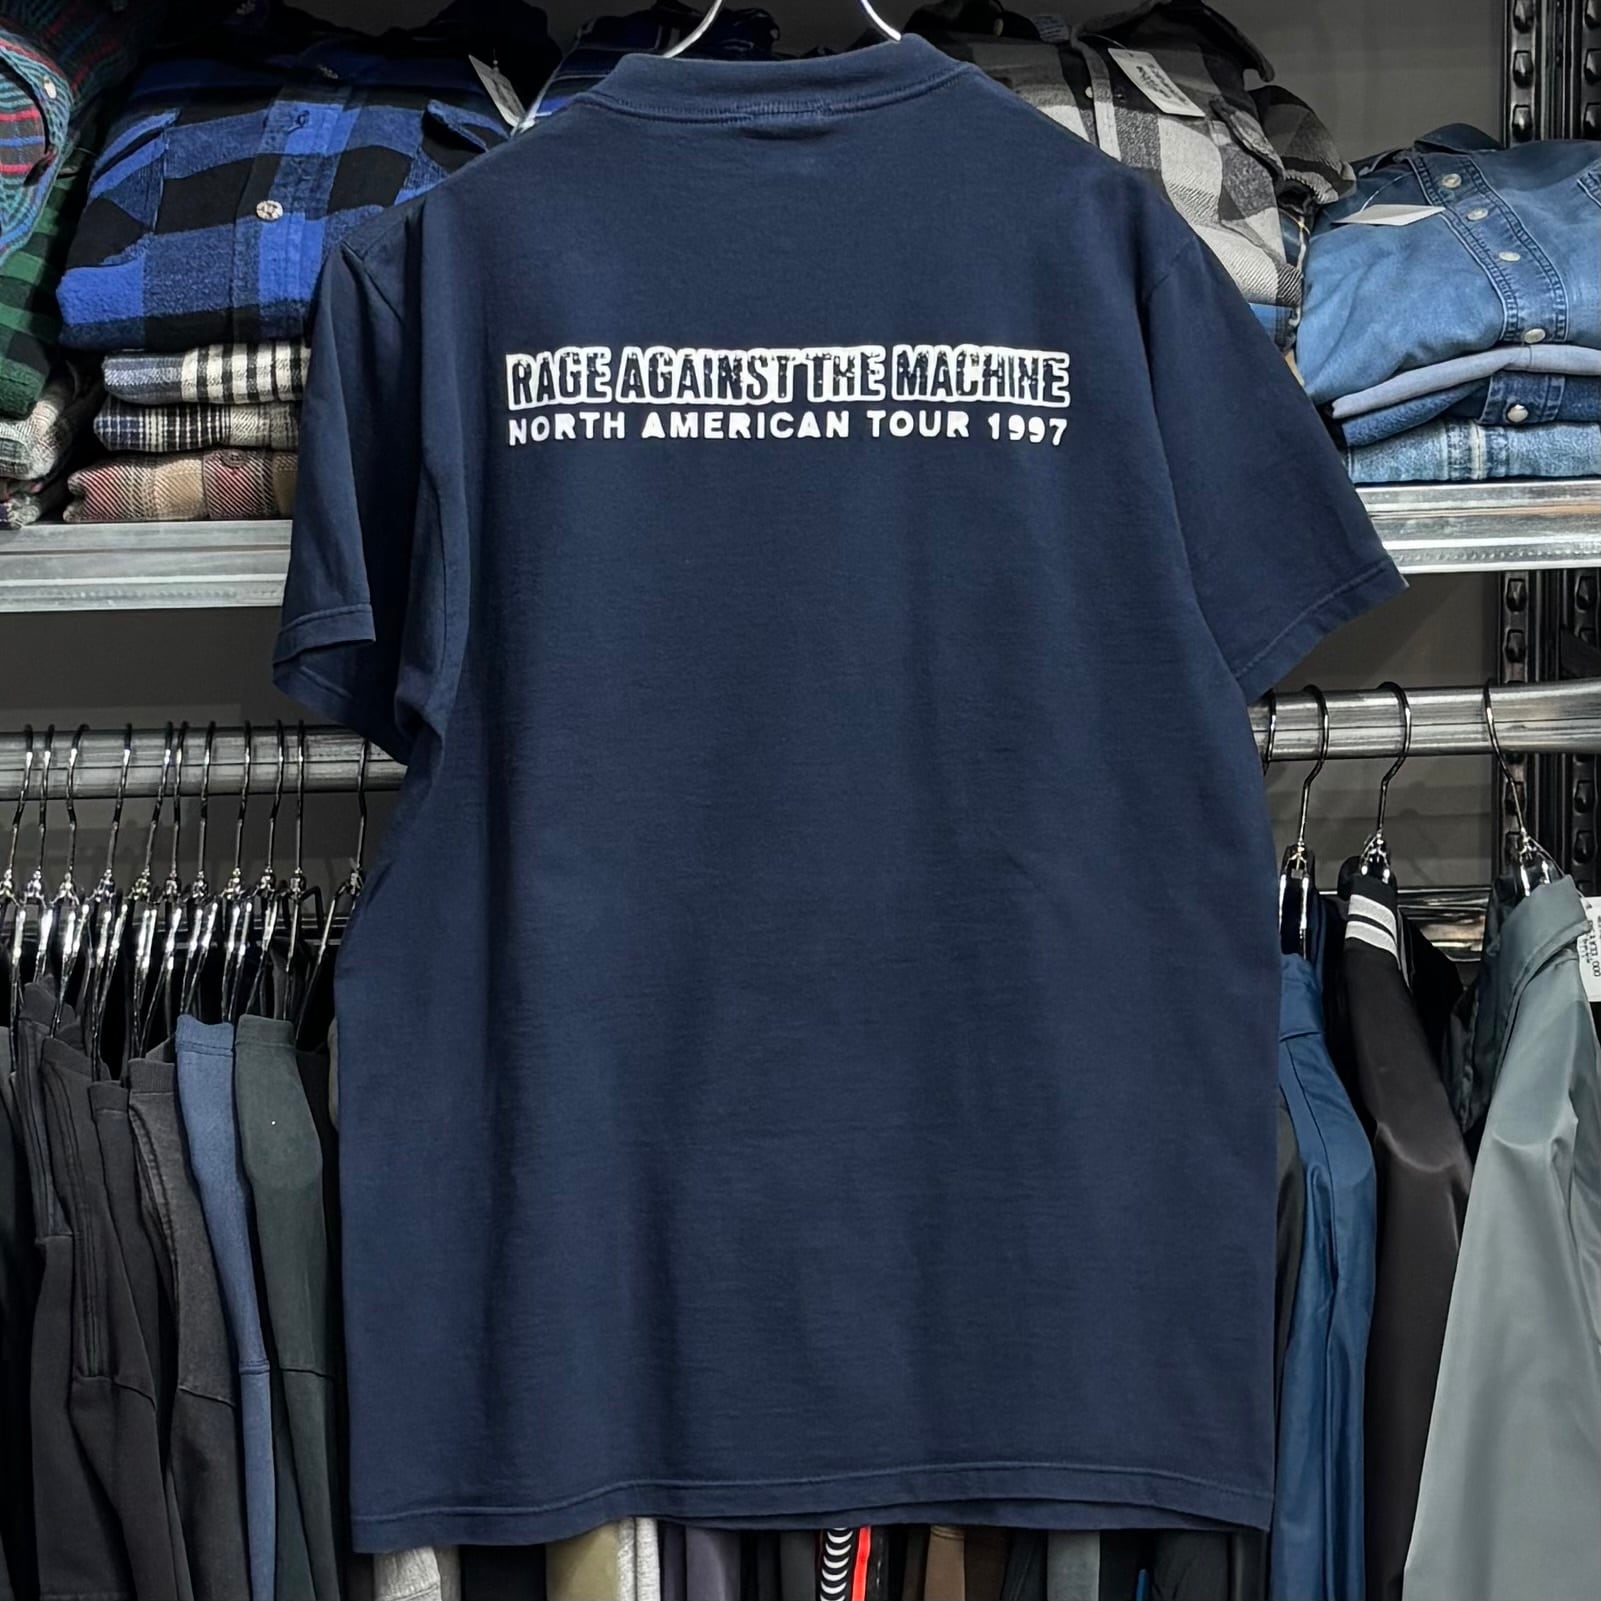 RAGE AGAINST THE MACHINE
NORTH AMERICAN TOUR 1997